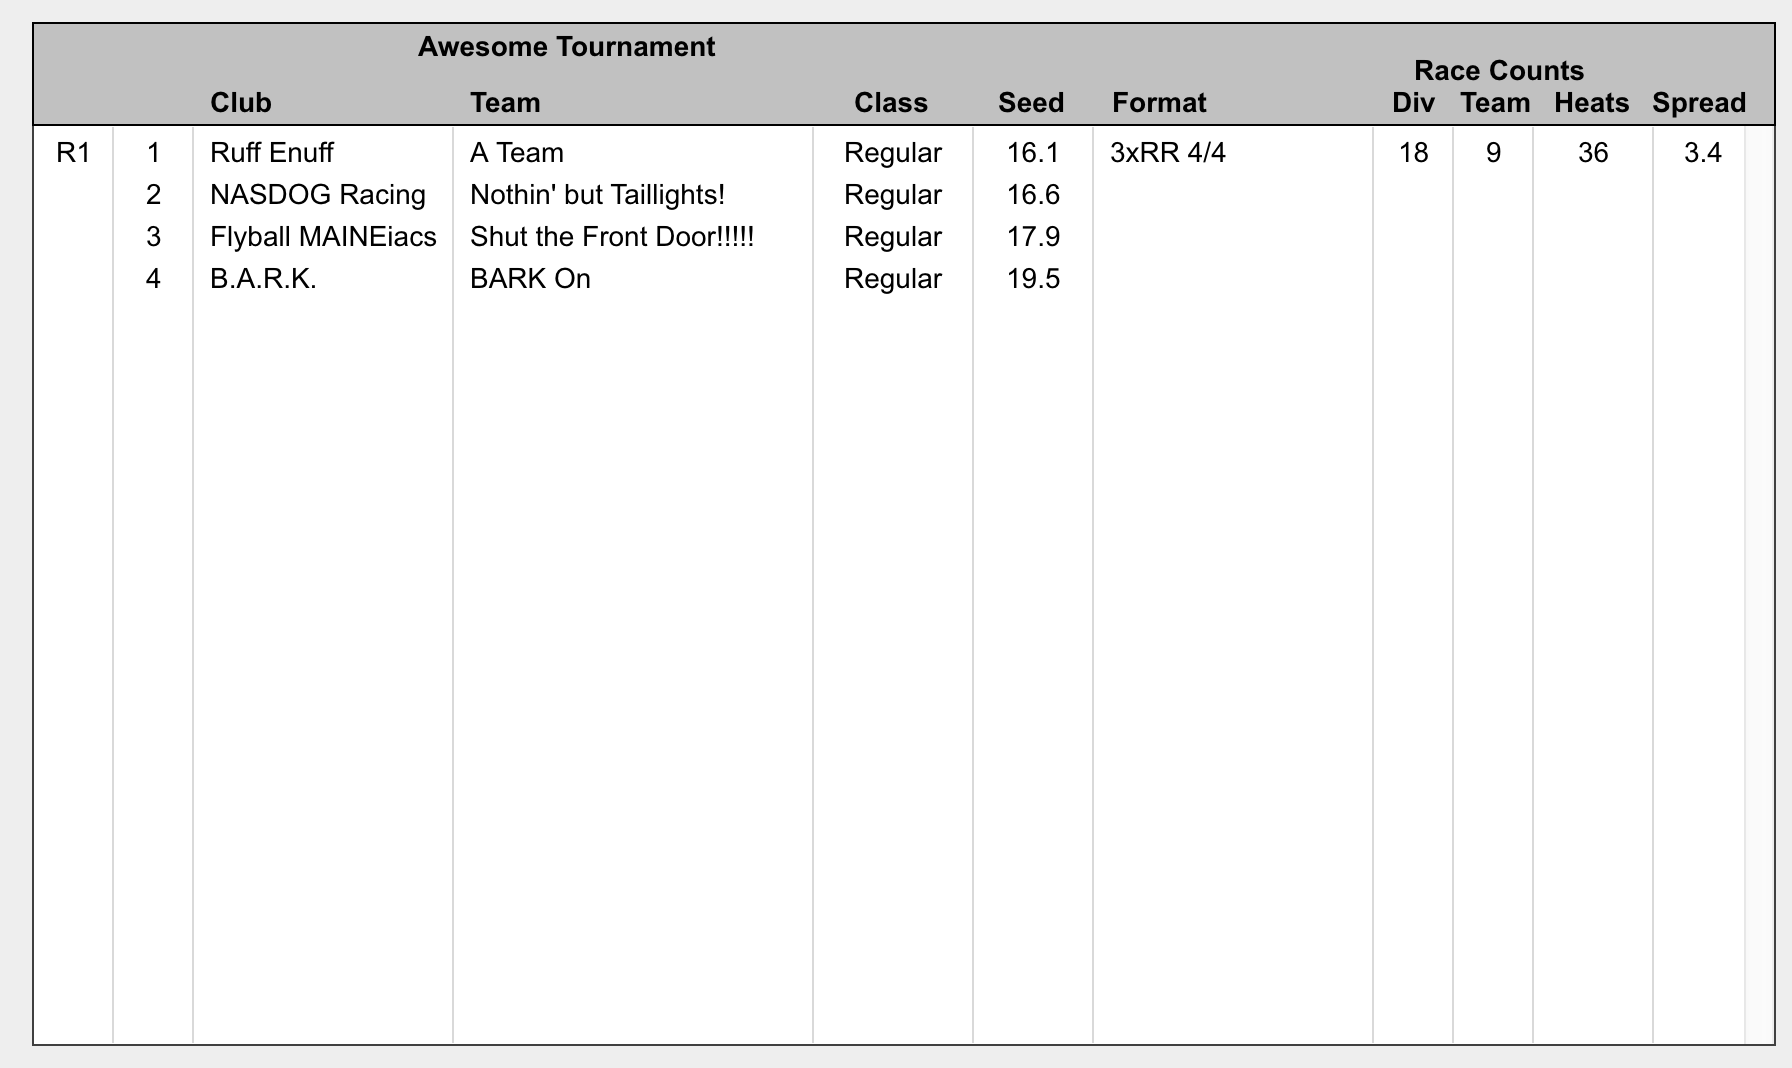 Awesome Tournament
Race Counts
Club Team Class Seed Format Div Team Heats Spread
R1 1 Ruff Enuff A Team Regular 16.1 3xRR 4/4 18 9 36 3.4
2 NASDOG Racing Nothin' but Taillights! Regular 16.6
3 Flyball MAINEiacs Shut the Front Door!!!!! Regular 17.9
4 B.A.R.K. BARK On Regular 19.5